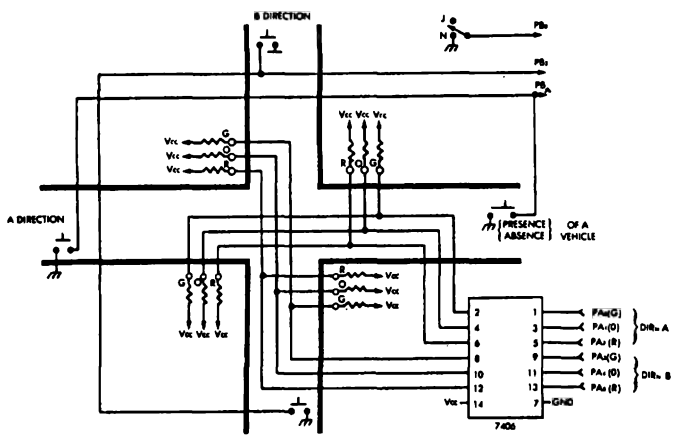 B DIRECTION
J
N
PB₀
PB₂
PBA
Vcc Vcc Vcc
R O G
Vcc G
Vcc O
Vcc R
A DIRECTION
{PRESENCE ABSENCE} OF A VEHICLE
G O R
Vcc Vcc Vcc
R Vcc
O Vcc
G Vcc
2 1 PA₀(G)
4 3 PA₁(O) DIRN A
6 5 PA₂(R)
8 9 PA₃(G)
10 11 PA₄(O) DIRN B
12 13 PA₅(R)
Vcc 14 7 GND
7406